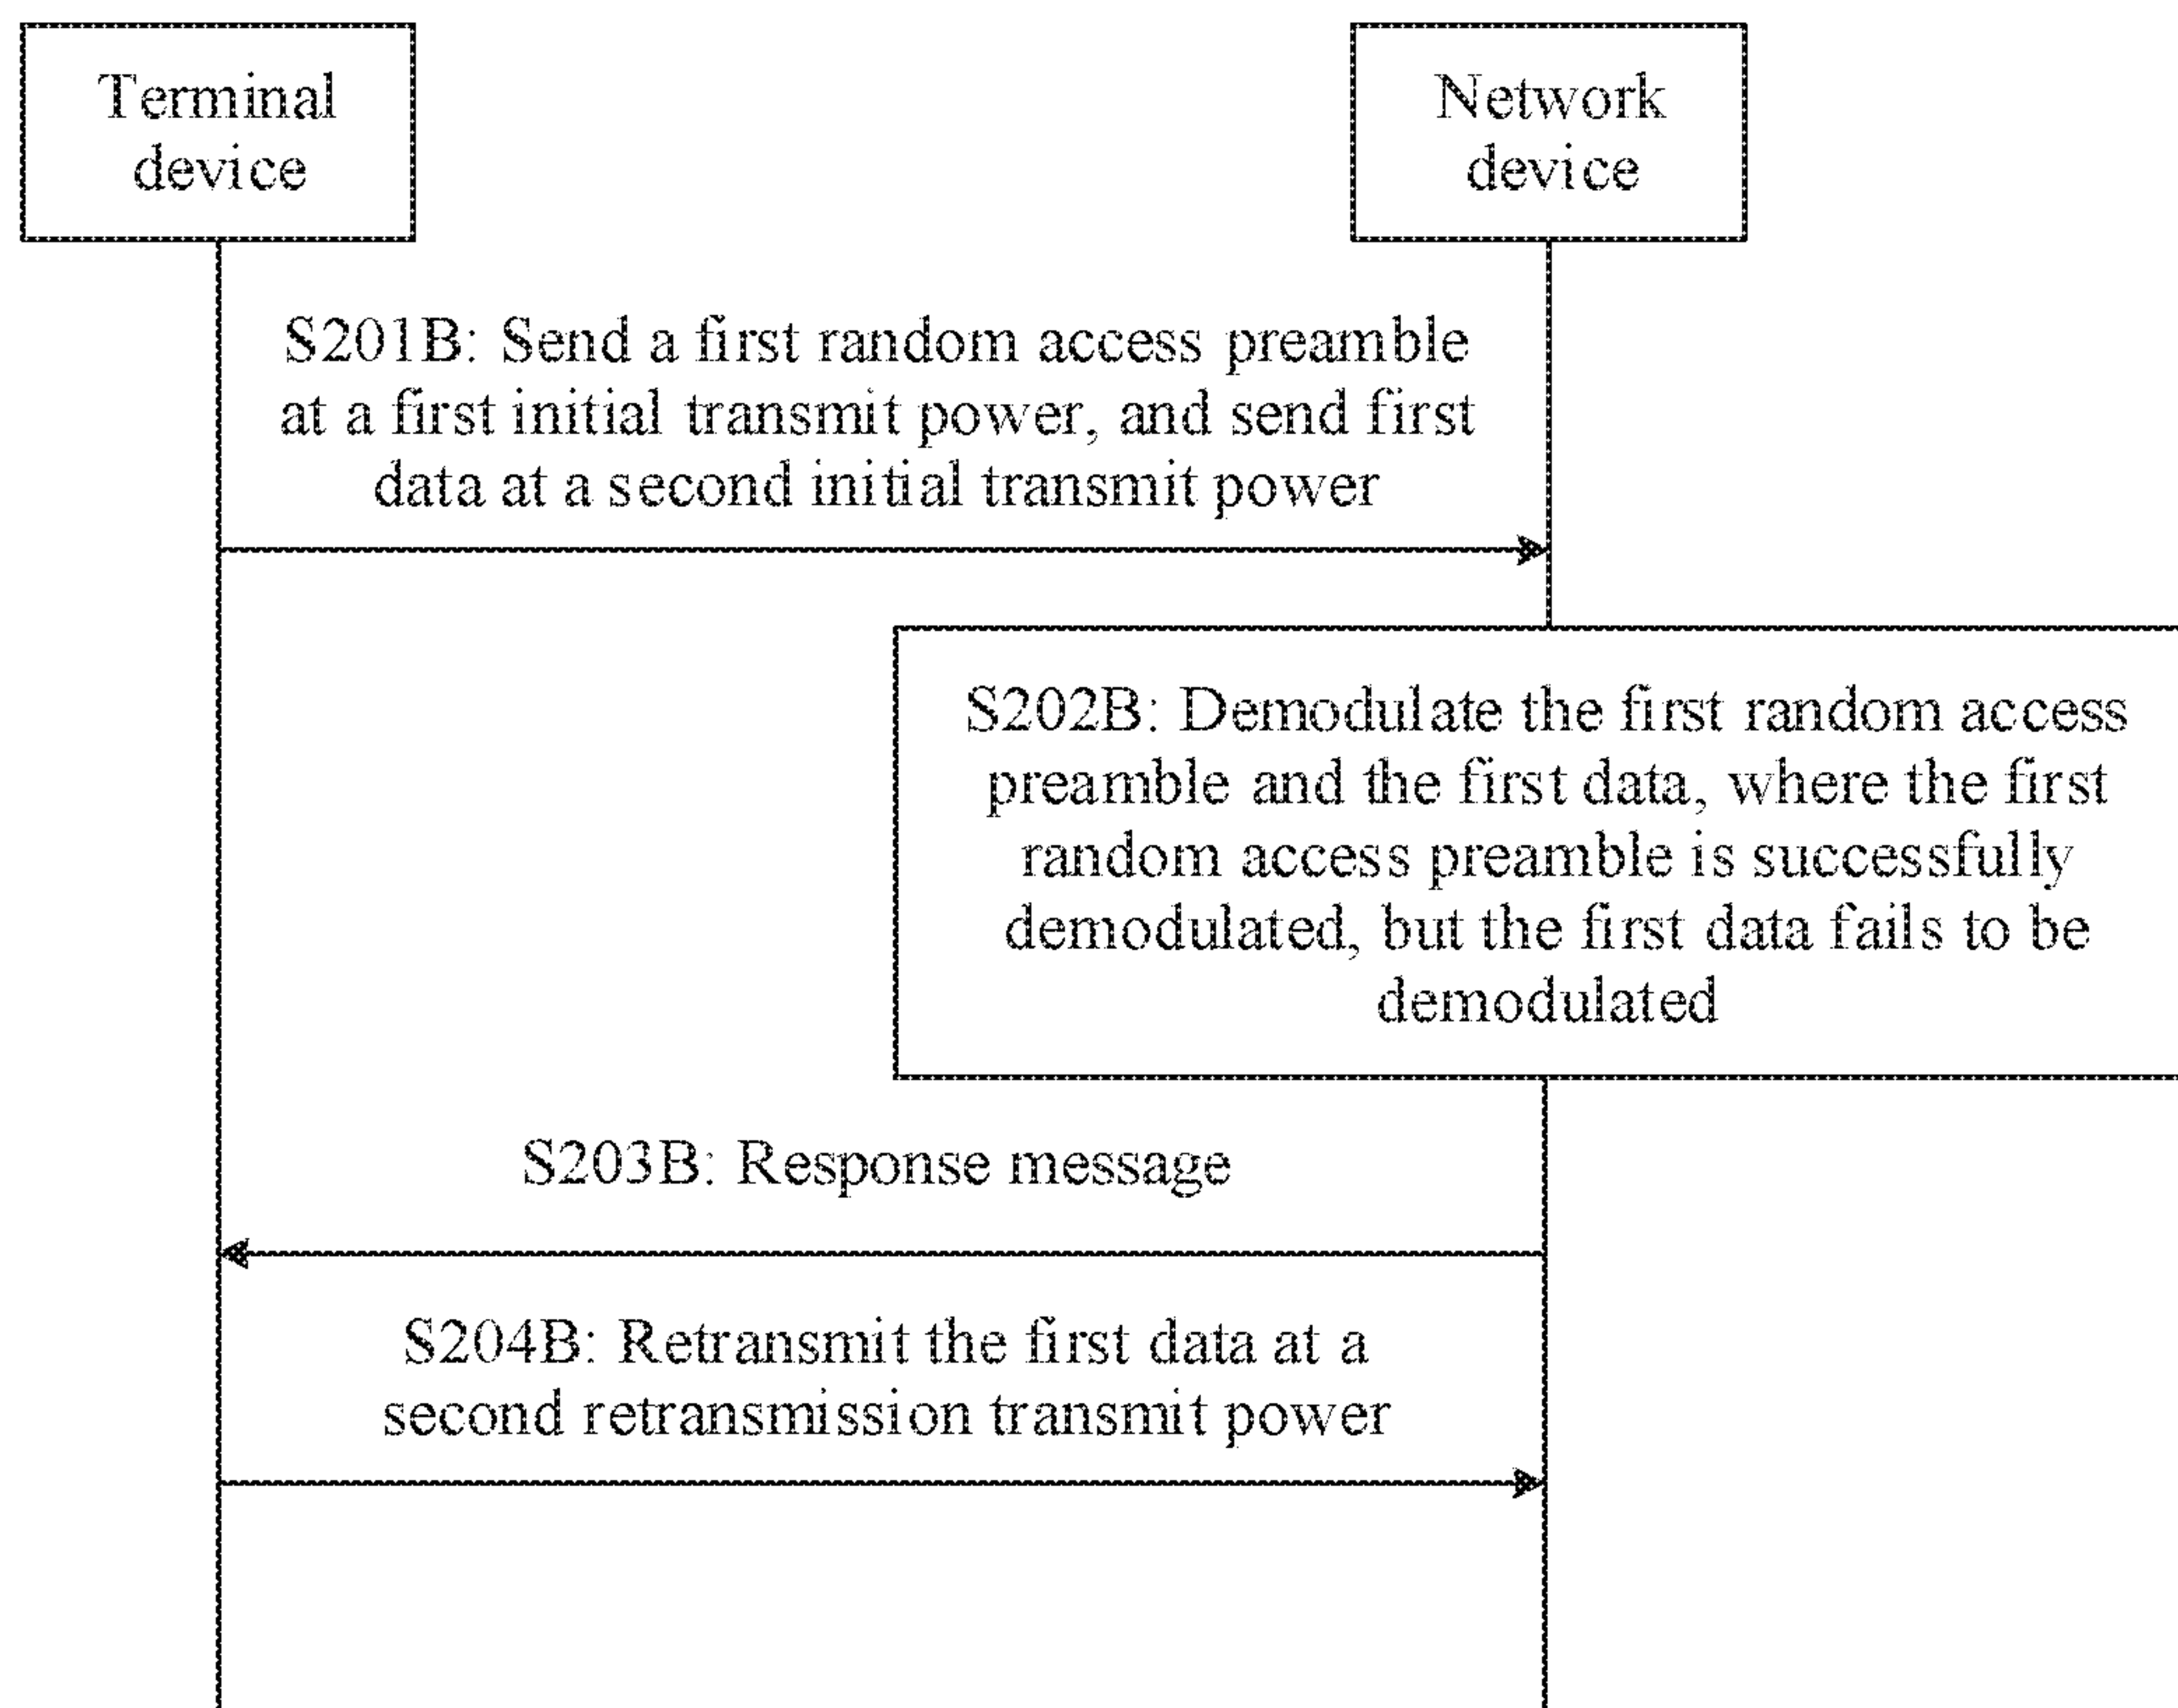 Terminal
device
Network
device
S201B: Send a first random access preamble
at a first initial transmit power, and send first
data at a second initial transmit power
S202B: Demodulate the first random access
preamble and the first data, where the first
random access preamble is successfully
demodulated, but the first data fails to be
demodulated
S203B: Response message
S204B: Retransmit the first data at a
second retransmission transmit power